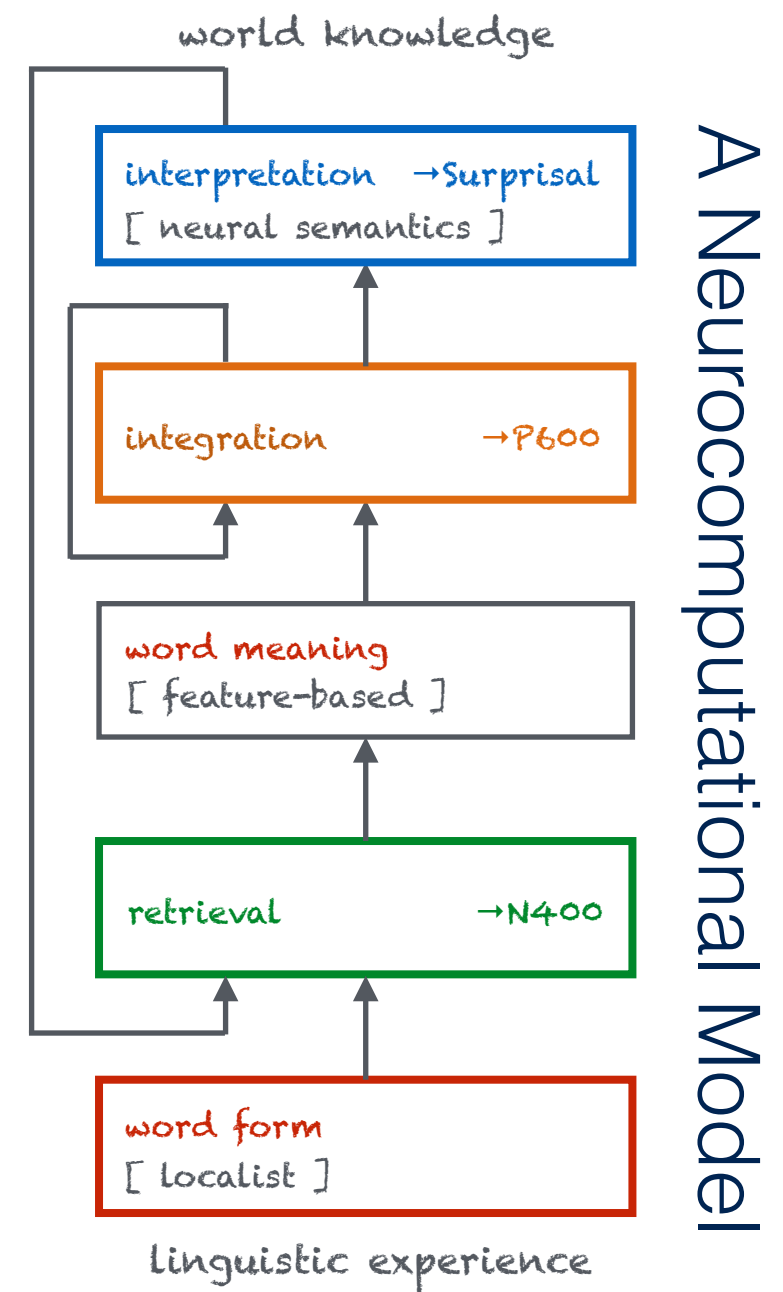 world knowledge
interpretation →Surprisal
[ neural semantics ]
integration →P600
word meaning
[ feature-based ]
retrieval →N400
word form
[ localist ]
linguistic experience
A Neurocomputational Model